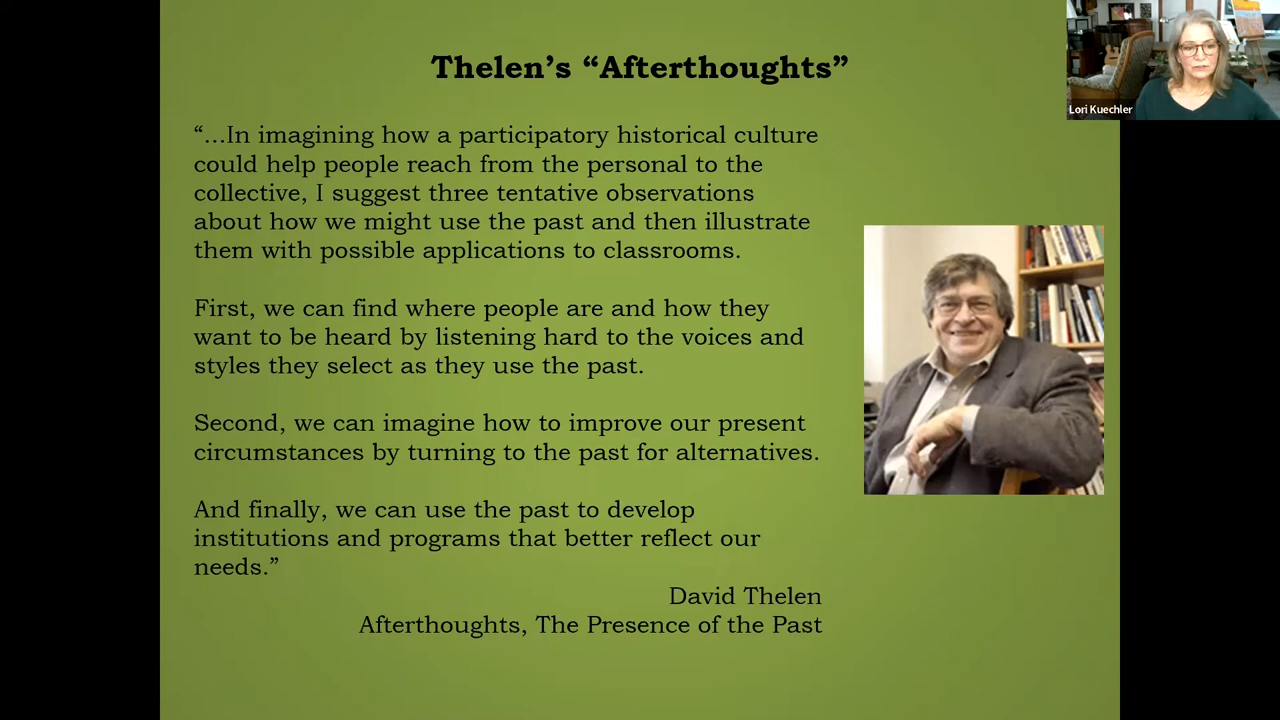 Thelen’s “Afterthoughts”
Lori Kuechler
“...In imagining how a participatory historical culture
could help people reach from the personal to the
collective, I suggest three tentative observations
about how we might use the past and then illustrate
them with possible applications to classrooms.
First, we can find where people are and how they
want to be heard by listening hard to the voices and
styles they select as they use the past.
Second, we can imagine how to improve our present
circumstances by turning to the past for alternatives.
And finally, we can use the past to develop
institutions and programs that better reflect our
needs.”
David Thelen
Afterthoughts, The Presence of the Past